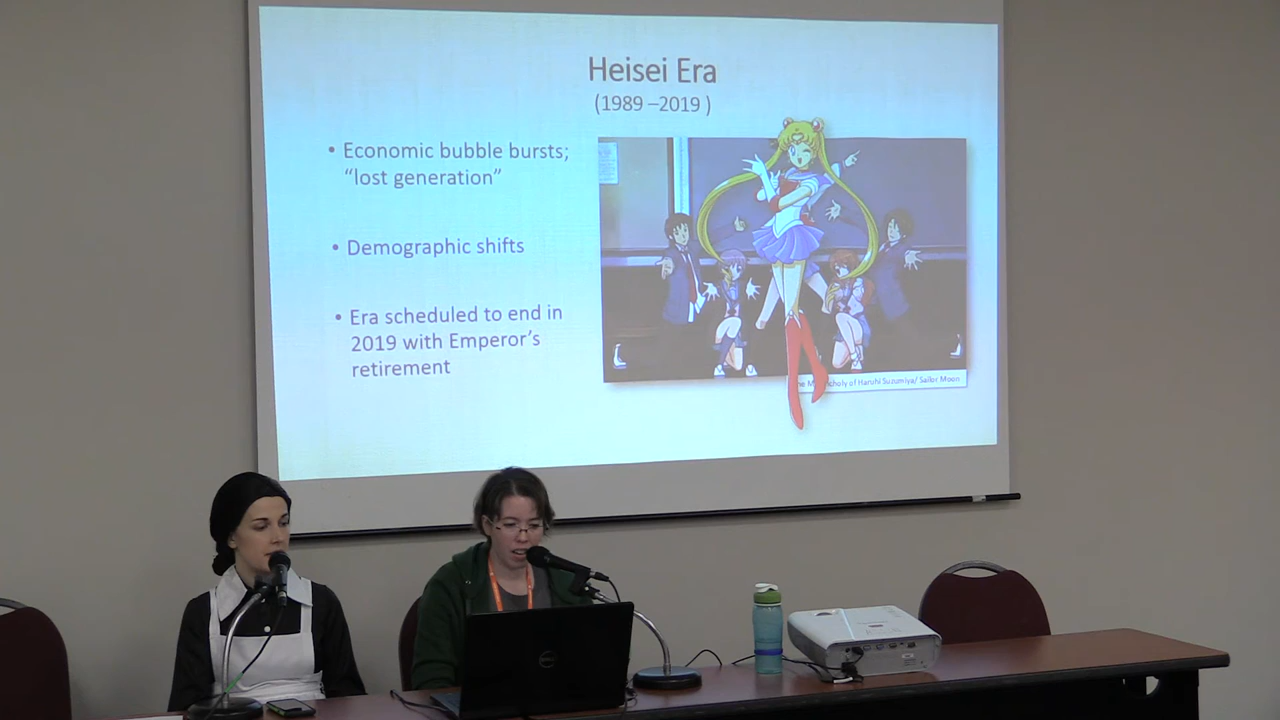 Heisei Era
(1989 –2019 )
• Economic bubble bursts;
“lost generation”
• Demographic shifts
• Era scheduled to end in
2019 with Emperor’s
retirement
of Haruhi Suzumiya/ Sailor Moon
DELL